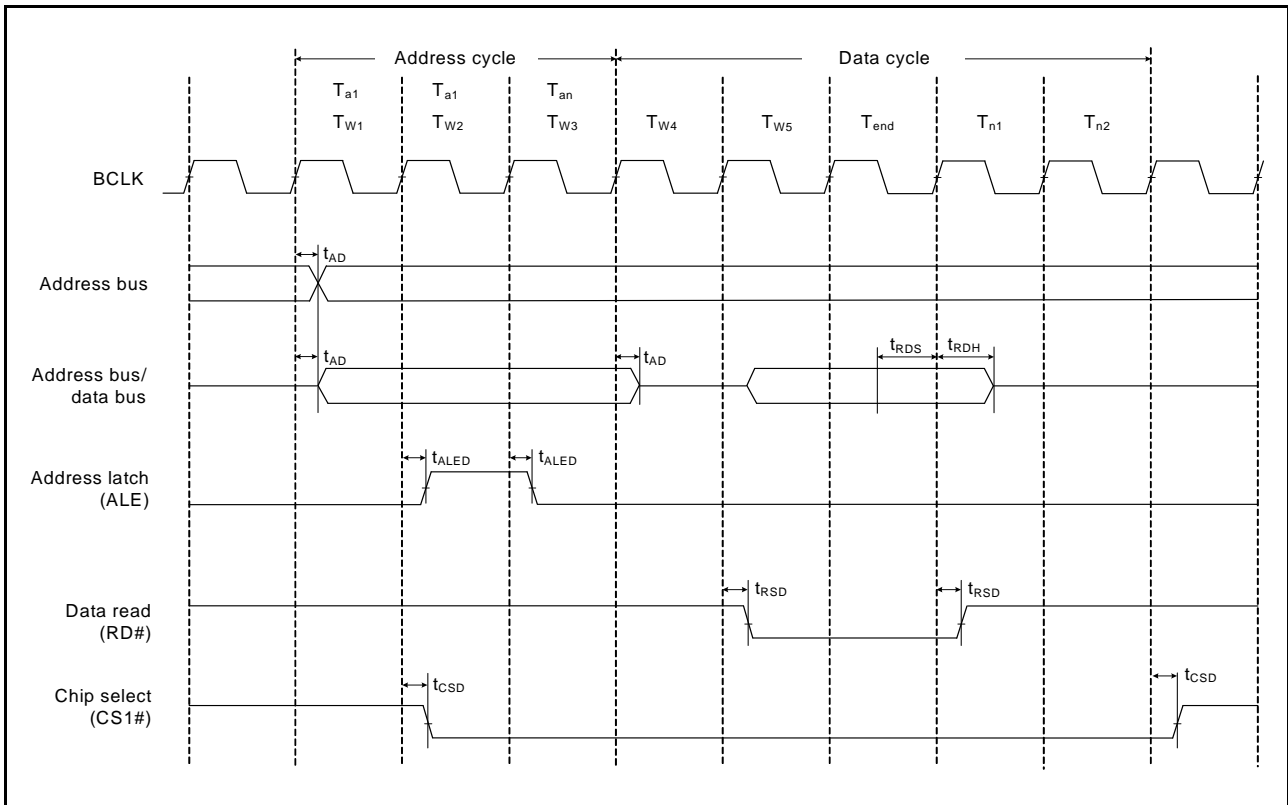 Address cycle Data cycle
Ta1 Ta1 Tan
TW1 TW2 TW3 TW4 TW5 Tend Tn1 Tn2
BCLK
tAD
Address bus
tAD tAD tRDS tRDH
Address bus/
data bus
tALED tALED
Address latch
(ALE)
tRSD tRSD
Data read
(RD#)
tCSD tCSD
Chip select
(CS1#)